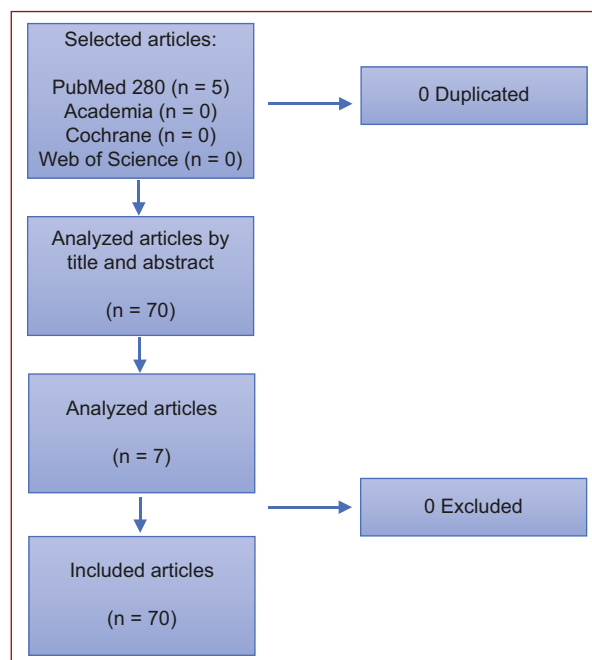 Selected articles:
PubMed 280 (n = 5)
Academia (n = 0)
Cochrane (n = 0)
Web of Science (n = 0)
0 Duplicated
Analyzed articles by
title and abstract
(n = 70)
Analyzed articles
(n = 7)
0 Excluded
Included articles
(n = 70)